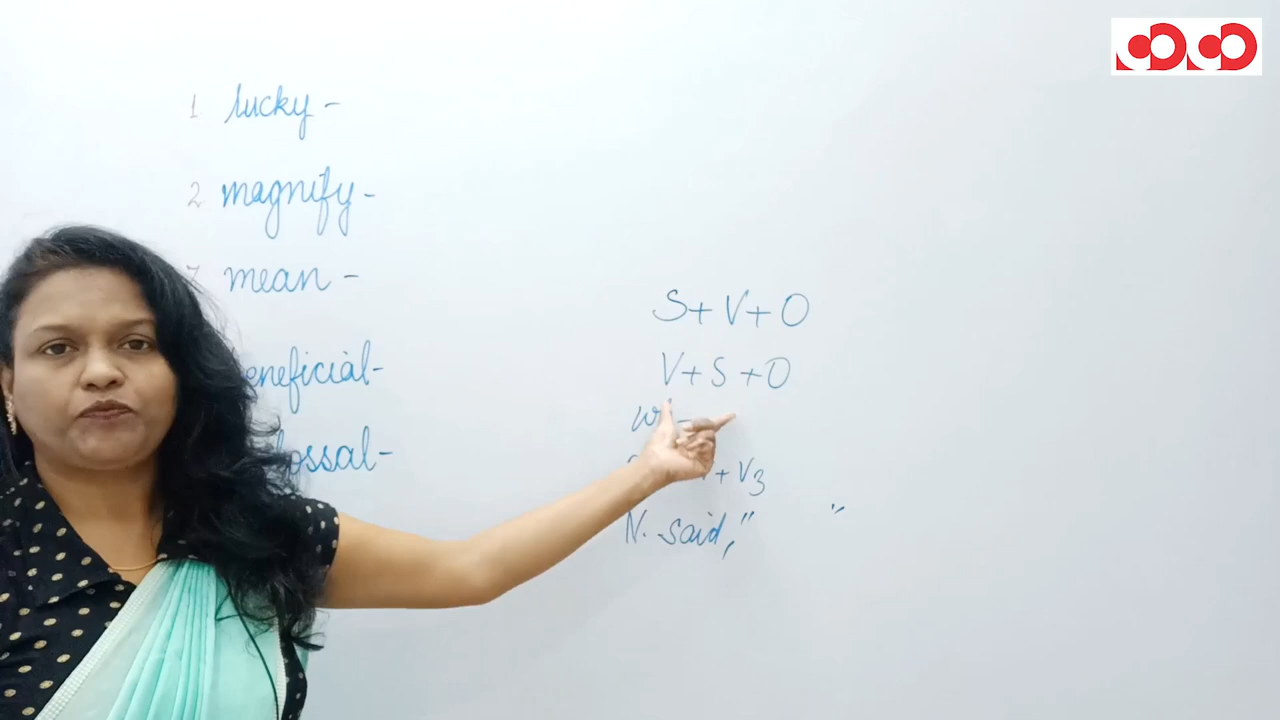 1 lucky -
2 magnify -
mean -
eneficial-
ossal-
S+ V+ O
V+ S +O
+ V3
N. said, " "